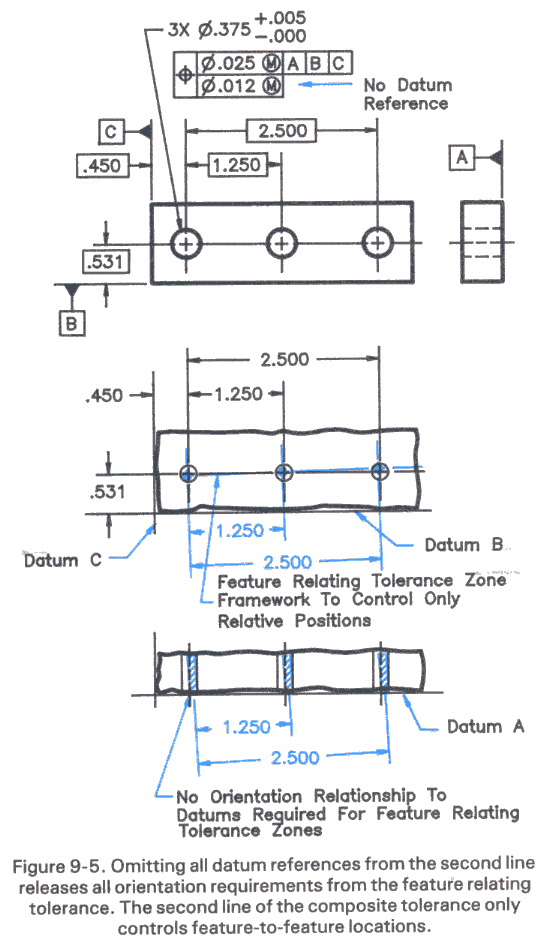 3X Ø.375 +.005
-.000
⌖ Ø.025 Ⓜ A B C
Ø.012 Ⓜ
No Datum
Reference
C
2.500
A
.450
1.250
.531
B
2.500
.450
1.250
.531
1.250
Datum B
Datum C
2.500
Feature Relating Tolerance Zone
Framework To Control Only
Relative Positions
1.250
Datum A
2.500
No Orientation Relationship To
Datums Required For Feature Relating
Tolerance Zones
Figure 9-5. Omitting all datum references from the second line
releases all orientation requirements from the feature relating
tolerance. The second line of the composite tolerance only
controls feature-to-feature locations.